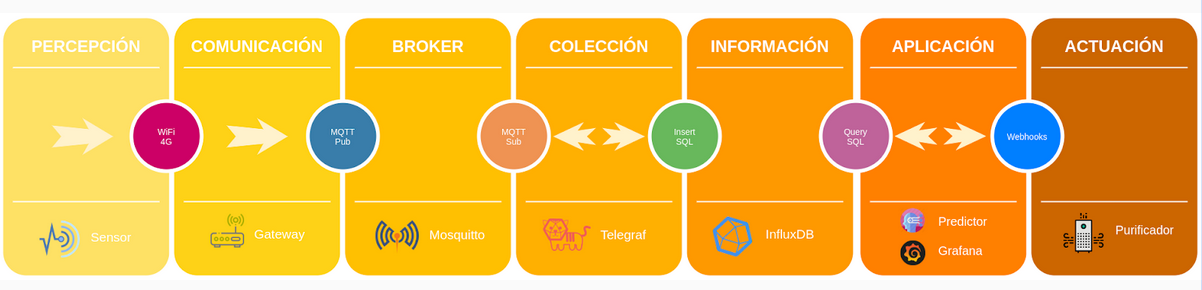 PERCEPCIÓN
COMUNICACIÓN
BROKER
COLECCIÓN
INFORMACIÓN
APLICACIÓN
ACTUACIÓN
WiFi
4G
MQTT
Pub
MQTT
Sub
Insert
SQL
Query
SQL
Webhooks
Sensor
Gateway
Mosquitto
Telegraf
InfluxDB
Predictor
Grafana
Purificador